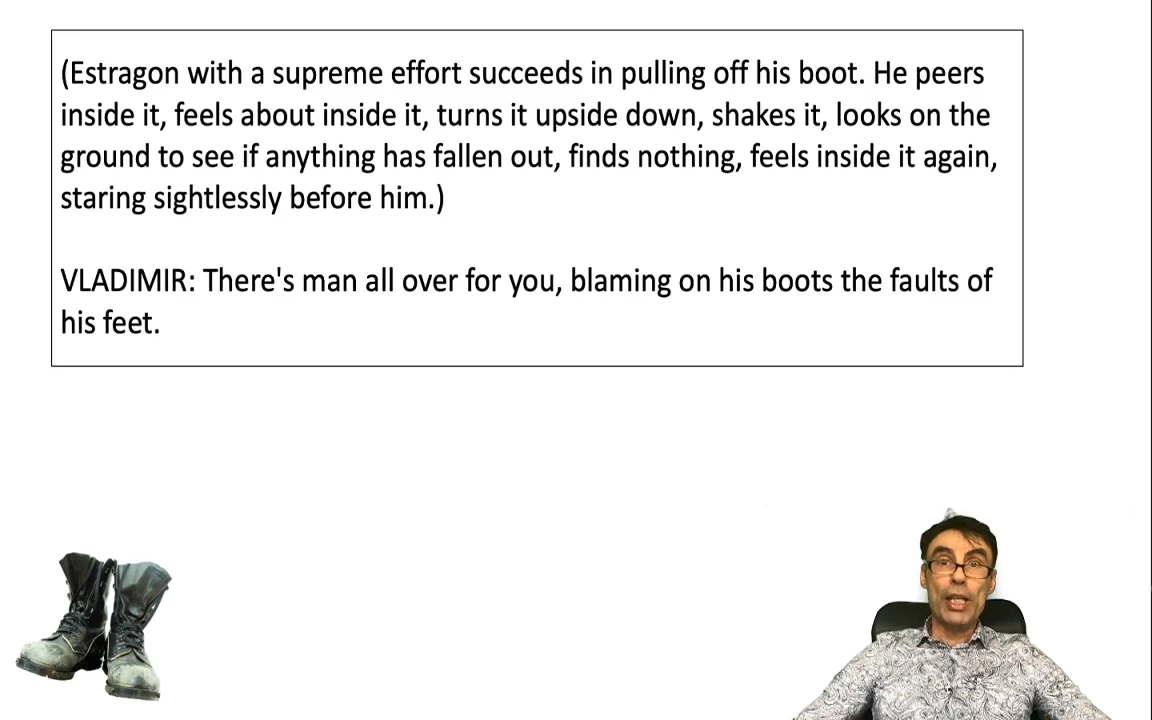 (Estragon with a supreme effort succeeds in pulling off his boot. He peers
inside it, feels about inside it, turns it upside down, shakes it, looks on the
ground to see if anything has fallen out, finds nothing, feels inside it again,
staring sightlessly before him.)
VLADIMIR: There's man all over for you, blaming on his boots the faults of
his feet.